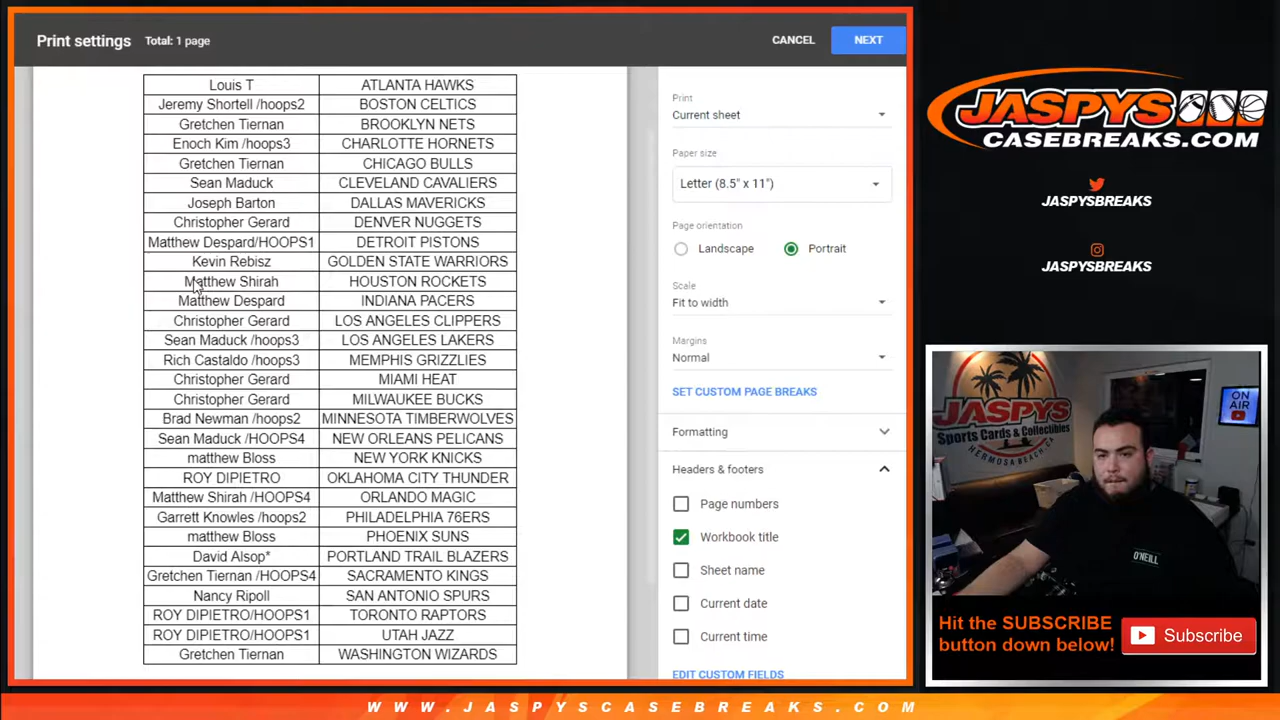 Print settings Total: 1 page CANCEL NEXT
Louis T ATLANTA HAWKS
Jeremy Shortell /hoops2 BOSTON CELTICS
Gretchen Tiernan BROOKLYN NETS
Enoch Kim /hoops3 CHARLOTTE HORNETS
Gretchen Tiernan CHICAGO BULLS
Sean Maduck CLEVELAND CAVALIERS
Joseph Barton DALLAS MAVERICKS
Christopher Gerard DENVER NUGGETS
Matthew Despard/HOOPS1 DETROIT PISTONS
Kevin Rebisz GOLDEN STATE WARRIORS
Matthew Shirah HOUSTON ROCKETS
Matthew Despard INDIANA PACERS
Christopher Gerard LOS ANGELES CLIPPERS
Sean Maduck /hoops3 LOS ANGELES LAKERS
Rich Castaldo /hoops3 MEMPHIS GRIZZLIES
Christopher Gerard MIAMI HEAT
Christopher Gerard MILWAUKEE BUCKS
Brad Newman /hoops2 MINNESOTA TIMBERWOLVES
Sean Maduck /HOOPS4 NEW ORLEANS PELICANS
matthew Bloss NEW YORK KNICKS
ROY DIPIETRO OKLAHOMA CITY THUNDER
Matthew Shirah /HOOPS4 ORLANDO MAGIC
Garrett Knowles /hoops2 PHILADELPHIA 76ERS
matthew Bloss PHOENIX SUNS
David Alsop* PORTLAND TRAIL BLAZERS
Gretchen Tiernan /HOOPS4 SACRAMENTO KINGS
Nancy Ripoll SAN ANTONIO SPURS
ROY DIPIETRO/HOOPS1 TORONTO RAPTORS
ROY DIPIETRO/HOOPS1 UTAH JAZZ
Gretchen Tiernan WASHINGTON WIZARDS
Print
Current sheet
Paper size
Letter (8.5" x 11")
Page orientation
Landscape Portrait
Scale
Fit to width
Margins
Normal
SET CUSTOM PAGE BREAKS
Formatting
Headers & footers
Page numbers
Workbook title
Sheet name
Current date
Current time
EDIT CUSTOM FIELDS
JASPYS
CASEBREAKS.COM
JASPYSBREAKS
JASPYSBREAKS
JASPYS
Sports Cards & Collectibles
HERMOSA BEACH, CA
ON AIR
O'NEILL
Hit the SUBSCRIBE
button down below!
Subscribe
WWW.JASPYSCASEBREAKS.COM